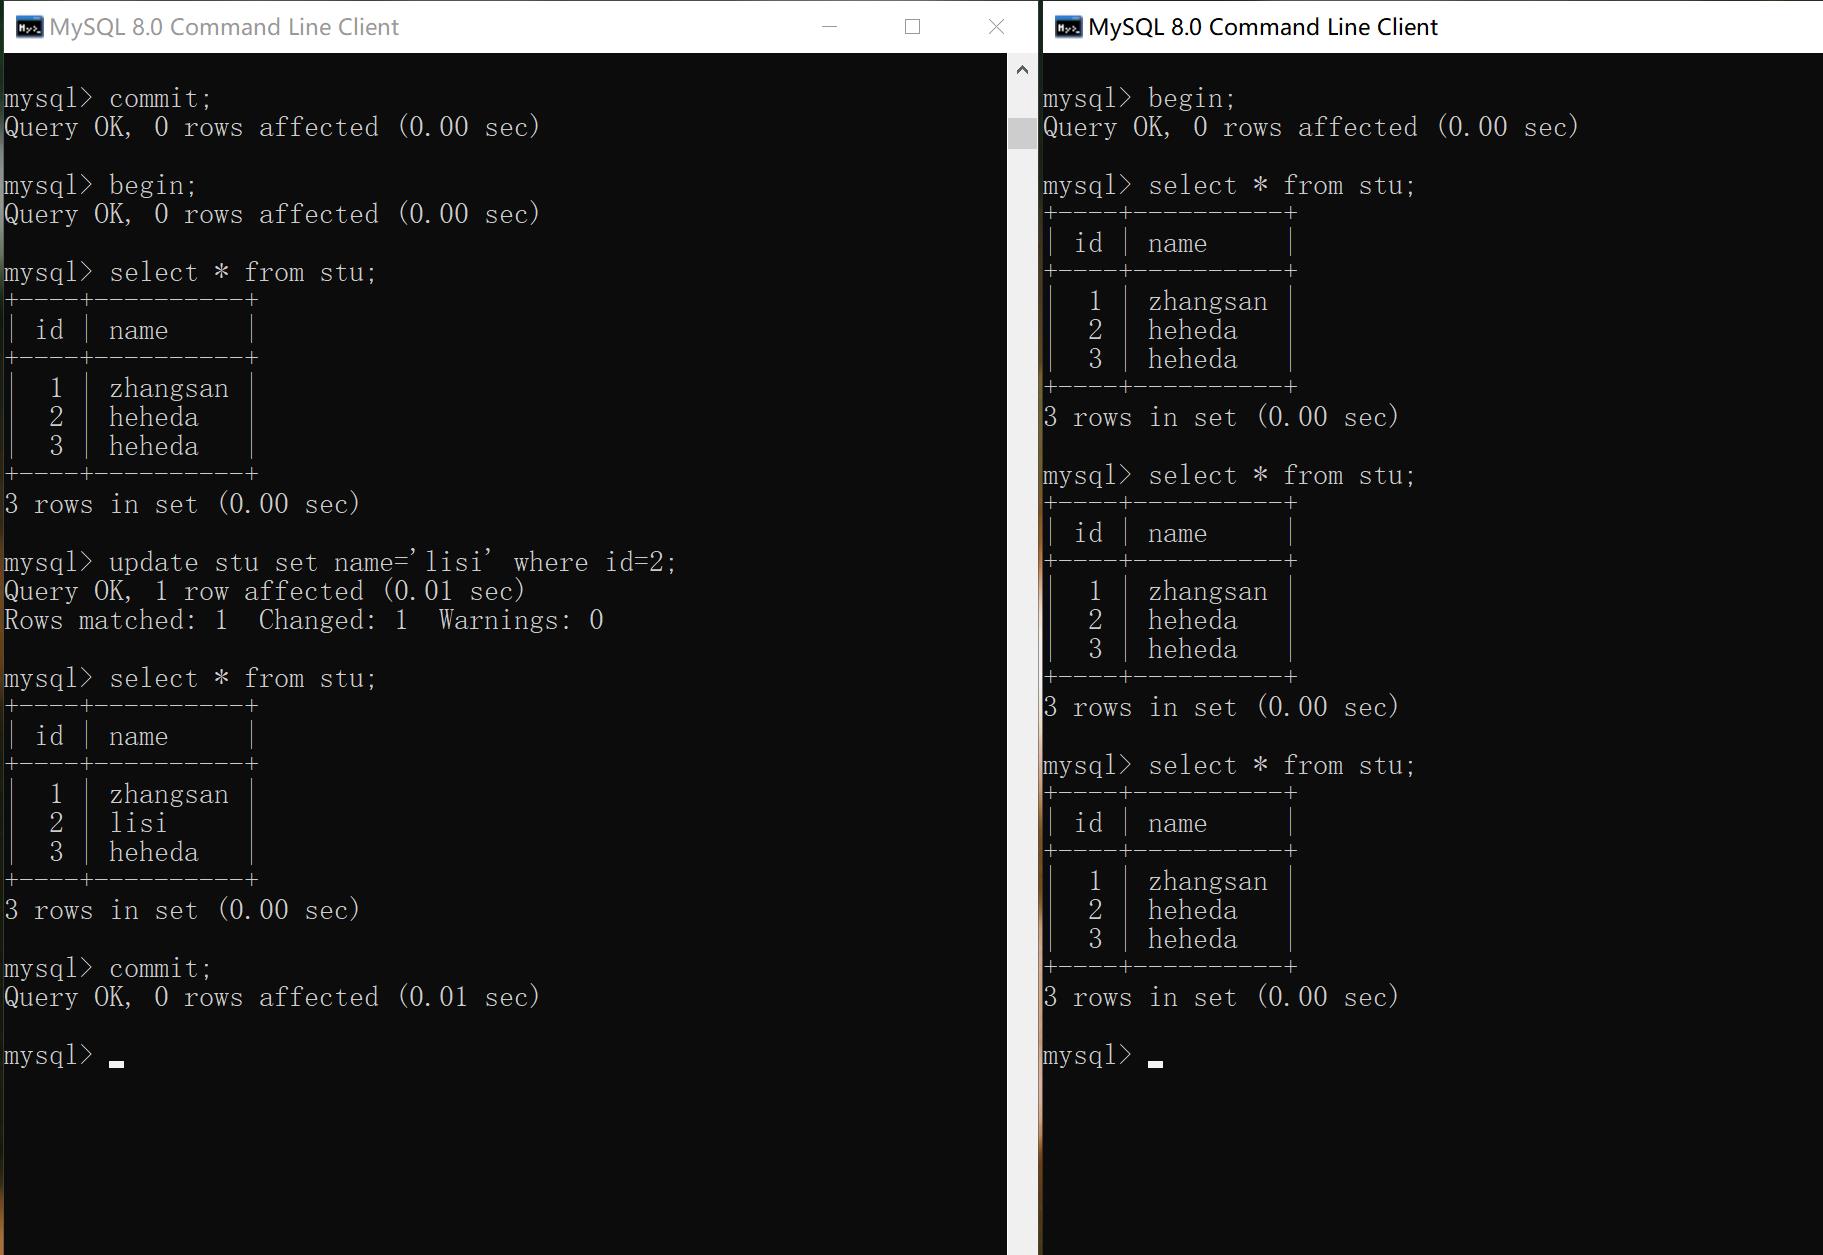 MySQL 8.0 Command Line Client
mysql> commit;
Query OK, 0 rows affected (0.00 sec)
mysql> begin;
Query OK, 0 rows affected (0.00 sec)
mysql> select * from stu;
+----+----------+
| id | name     |
+----+----------+
|  1 | zhangsan |
|  2 | heheda   |
|  3 | heheda   |
+----+----------+
3 rows in set (0.00 sec)
mysql> update stu set name='lisi' where id=2;
Query OK, 1 row affected (0.01 sec)
Rows matched: 1  Changed: 1  Warnings: 0
mysql> select * from stu;
+----+----------+
| id | name     |
+----+----------+
|  1 | zhangsan |
|  2 | lisi     |
|  3 | heheda   |
+----+----------+
3 rows in set (0.00 sec)
mysql> commit;
Query OK, 0 rows affected (0.01 sec)
mysql>
MySQL 8.0 Command Line Client
mysql> begin;
Query OK, 0 rows affected (0.00 sec)
mysql> select * from stu;
+----+----------+
| id | name     |
+----+----------+
|  1 | zhangsan |
|  2 | heheda   |
|  3 | heheda   |
+----+----------+
3 rows in set (0.00 sec)
mysql> select * from stu;
+----+----------+
| id | name     |
+----+----------+
|  1 | zhangsan |
|  2 | heheda   |
|  3 | heheda   |
+----+----------+
3 rows in set (0.00 sec)
mysql> select * from stu;
+----+----------+
| id | name     |
+----+----------+
|  1 | zhangsan |
|  2 | heheda   |
|  3 | heheda   |
+----+----------+
3 rows in set (0.00 sec)
mysql>